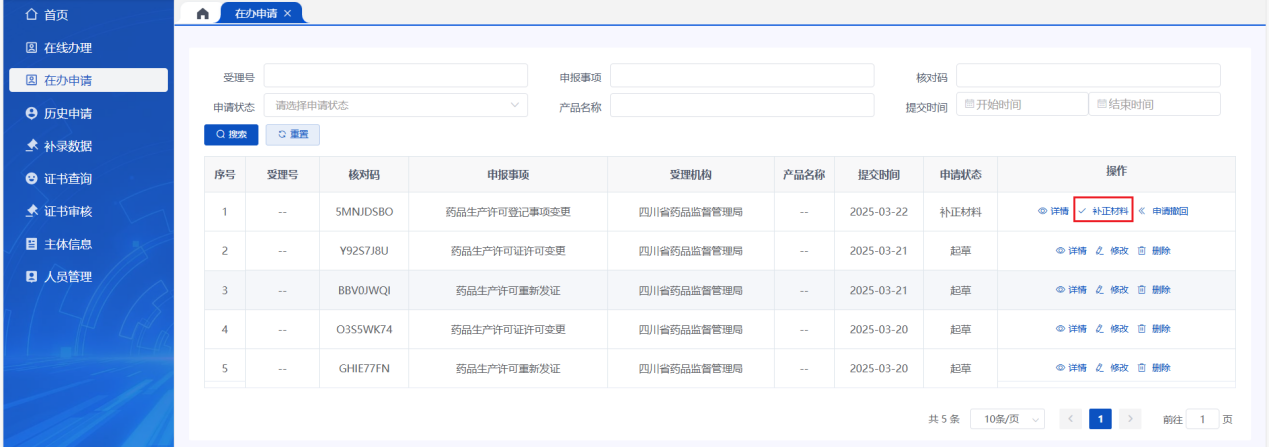 首页
在办申请 ×
在线办理
在办申请
历史申请
补录数据
证书查询
证书审核
主体信息
人员管理
受理号 申报事项 核对码
申请状态 请选择申请状态 产品名称 提交时间 开始时间 结束时间
搜索 重置
序号 受理号 核对码 申报事项 受理机构 产品名称 提交时间 申请状态 操作
1 -- 5MNJDSBO 药品生产许可登记事项变更 四川省药品监督管理局 -- 2025-03-22 补正材料 详情 补正材料 申请撤回
2 -- Y92S7J8U 药品生产许可证许可变更 四川省药品监督管理局 -- 2025-03-21 起草 详情 修改 删除
3 -- BBV0JWQI 药品生产许可重新发证 四川省药品监督管理局 -- 2025-03-21 起草 详情 修改 删除
4 -- O3S5WK74 药品生产许可证许可变更 四川省药品监督管理局 -- 2025-03-20 起草 详情 修改 删除
5 -- GHIE77FN 药品生产许可重新发证 四川省药品监督管理局 -- 2025-03-20 起草 详情 修改 删除
共 5 条 10条/页 < 1 > 前往 1 页